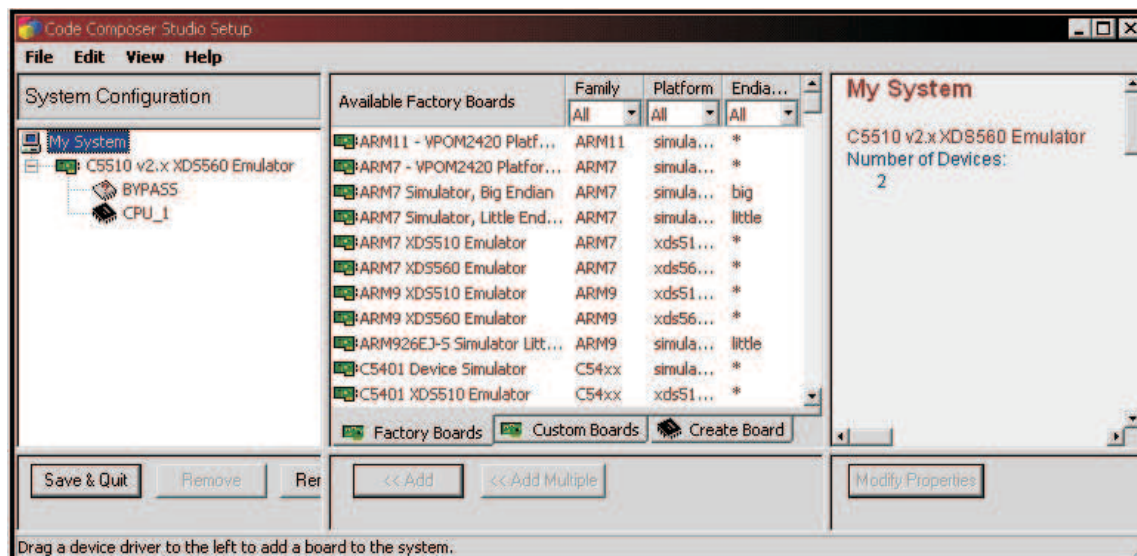 Code Composer Studio Setup
File Edit View Help
System Configuration
My System
C5510 v2.x XDS560 Emulator
BYPASS
CPU_1
Save & Quit Remove Rer
Available Factory Boards Family Platform Endia...
All All All
ARM11 - VPOM2420 Platf... ARM11 simula... *
ARM7 - VPOM2420 Platfor... ARM7 simula... *
ARM7 Simulator, Big Endian ARM7 simula... big
ARM7 Simulator, Little End... ARM7 simula... little
ARM7 XDS510 Emulator ARM7 xds51... *
ARM7 XDS560 Emulator ARM7 xds56... *
ARM9 XDS510 Emulator ARM9 xds51... *
ARM9 XDS560 Emulator ARM9 xds56... *
ARM926EJ-S Simulator Litt... ARM9 simula... little
C5401 Device Simulator C54xx simula... *
C5401 XDS510 Emulator C54xx xds51... *
Factory Boards Custom Boards Create Board
<< Add << Add Multiple
My System
C5510 v2.x XDS560 Emulator
Number of Devices:
2
Modify Properties
Drag a device driver to the left to add a board to the system.